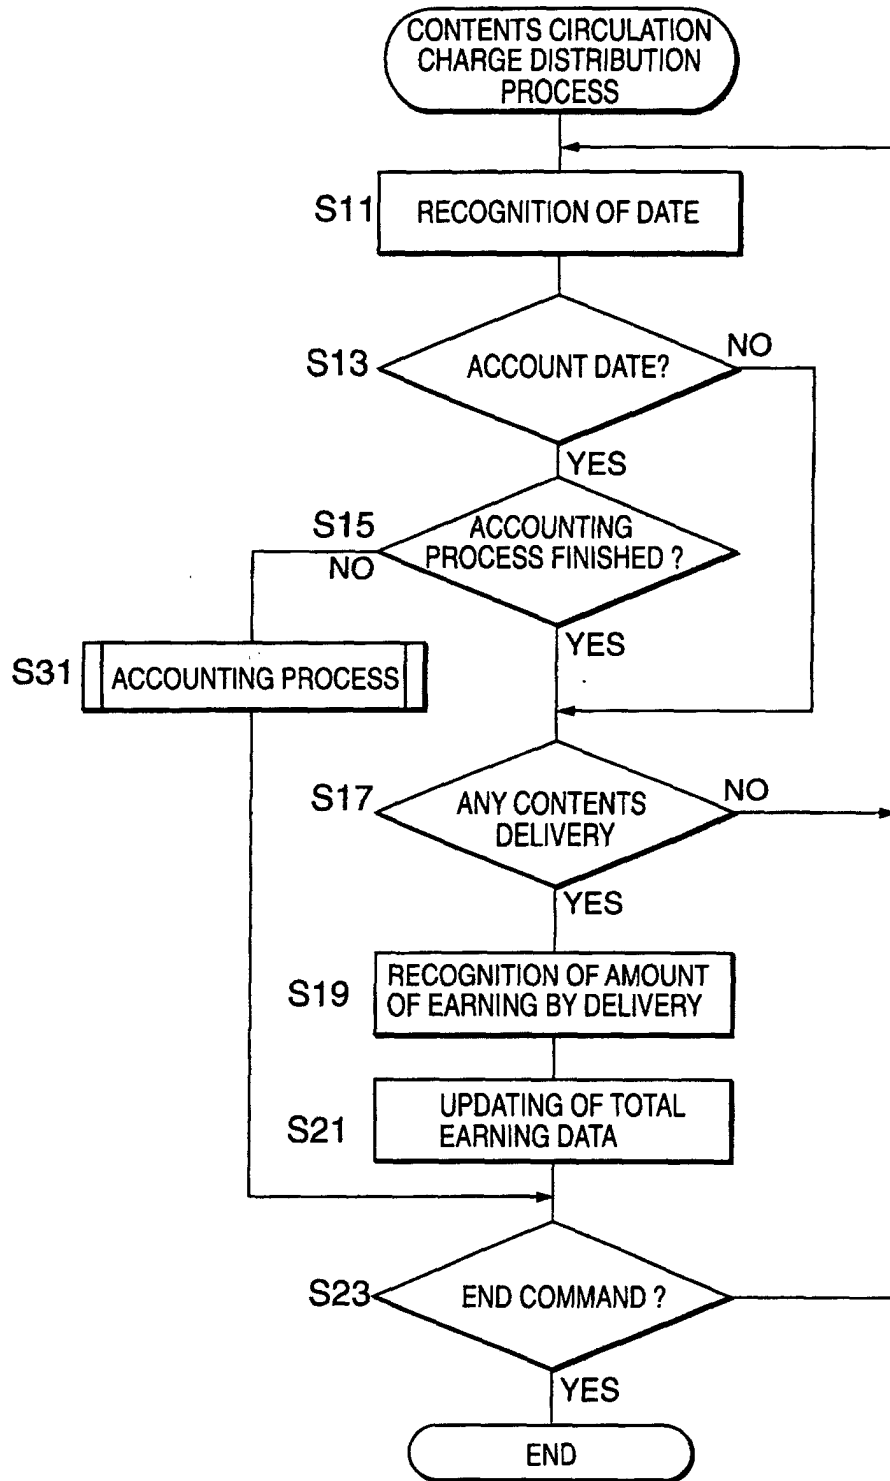 CONTENTS CIRCULATION
CHARGE DISTRIBUTION
PROCESS
S11
RECOGNITION OF DATE
S13
ACCOUNT DATE?
NO
YES
S15
ACCOUNTING
PROCESS FINISHED ?
NO
YES
S31
ACCOUNTING PROCESS
S17
ANY CONTENTS
DELIVERY
NO
YES
S19
RECOGNITION OF AMOUNT
OF EARNING BY DELIVERY
S21
UPDATING OF TOTAL
EARNING DATA
S23
END COMMAND ?
YES
END